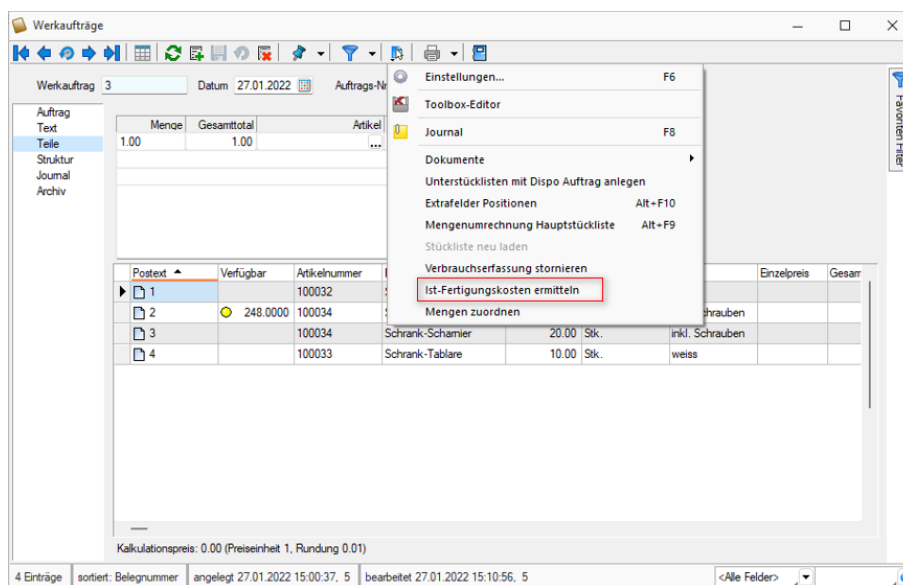 Werkaufträge
Werkauftrag 3 Datum 27.01.2022 Auftrags-Nr
Einstellungen... F6
Toolbox-Editor
Journal F8
Dokumente
Unterstücklisten mit Dispo Auftrag anlegen
Extrafelder Positionen Alt+F10
Mengenumrechnung Hauptstückliste Alt+F9
Stückliste neu laden
Verbrauchserfassung stornieren
Ist-Fertigungskosten ermitteln
Mengen zuordnen
Favoriten Filter
Auftrag
Text
Teile
Struktur
Journal
Archiv
Menge Gesamttotal Artikel
1.00 1.00 ...
Postext Verfügbar Artikelnummer Einzelpreis Gesam
1 100032
2 248.0000 100034 hrauben
3 100034 Schrank-Scharnier 20.00 Stk. inkl. Schrauben
4 100033 Schrank-Tablare 10.00 Stk. weiss
Kalkulationspreis: 0.00 (Preiseinheit 1, Rundung 0.01)
4 Einträge sortiert: Belegnummer angelegt 27.01.2022 15:00:37, 5 bearbeitet 27.01.2022 15:10:56, 5 <Alle Felder>